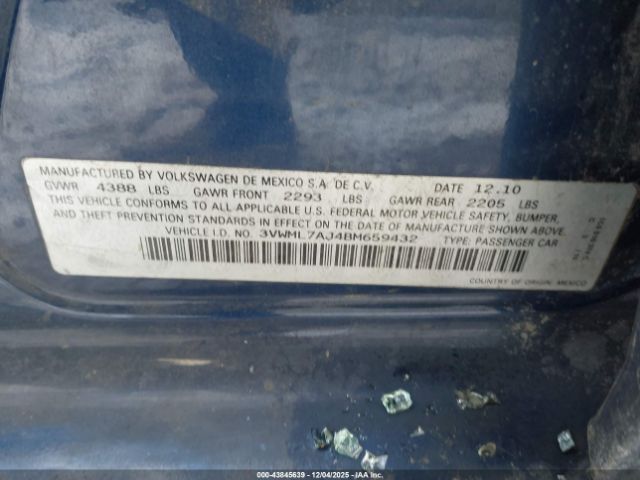 MANUFACTURED BY VOLKSWAGEN DE MEXICO S.A. DE C.V. DATE 12.10
GVWR 4388 LBS GAWR FRONT 2293 LBS GAWR REAR 2205 LBS
THIS VEHICLE CONFORMS TO ALL APPLICABLE U.S. FEDERAL MOTOR VEHICLE SAFETY, BUMPER,
AND THEFT PREVENTION STANDARDS IN EFFECT ON THE DATE OF MANUFACTURE SHOWN ABOVE.
VEHICLE I.D. NO. 3VWML7AJ4BM659432 TYPE: PASSENGER CAR
COUNTRY OF ORIGIN: MEXICO
000-43845639 - 12/04/2025 - IAAI.COM